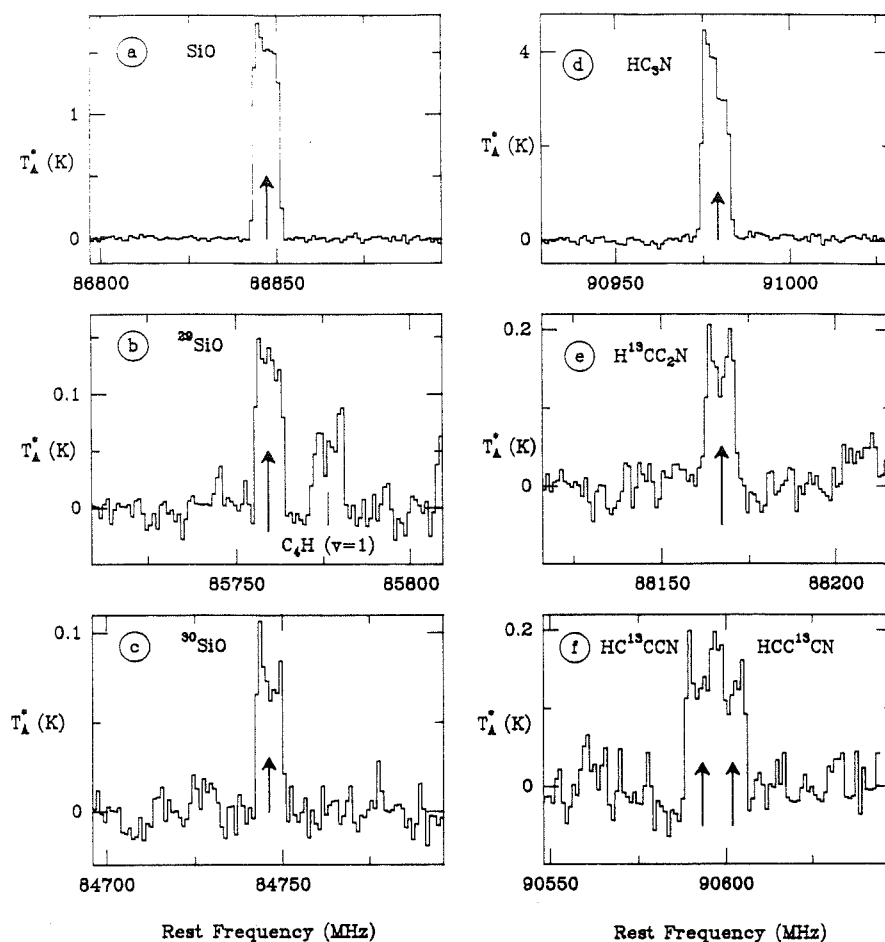 a SiO
1
0
T*A (K)
86800 86850
b ²⁹SiO
0.1
0
T*A (K)
C₄H (v=1)
85750 85800
c ³⁰SiO
0.1
0
T*A (K)
84700 84750
Rest Frequency (MHz)
d HC₃N
4
0
T*A (K)
90950 91000
e H¹³CC₂N
0.2
0
T*A (K)
88150 88200
f HC¹³CCN HCC¹³CN
0.2
0
T*A (K)
90550 90600
Rest Frequency (MHz)